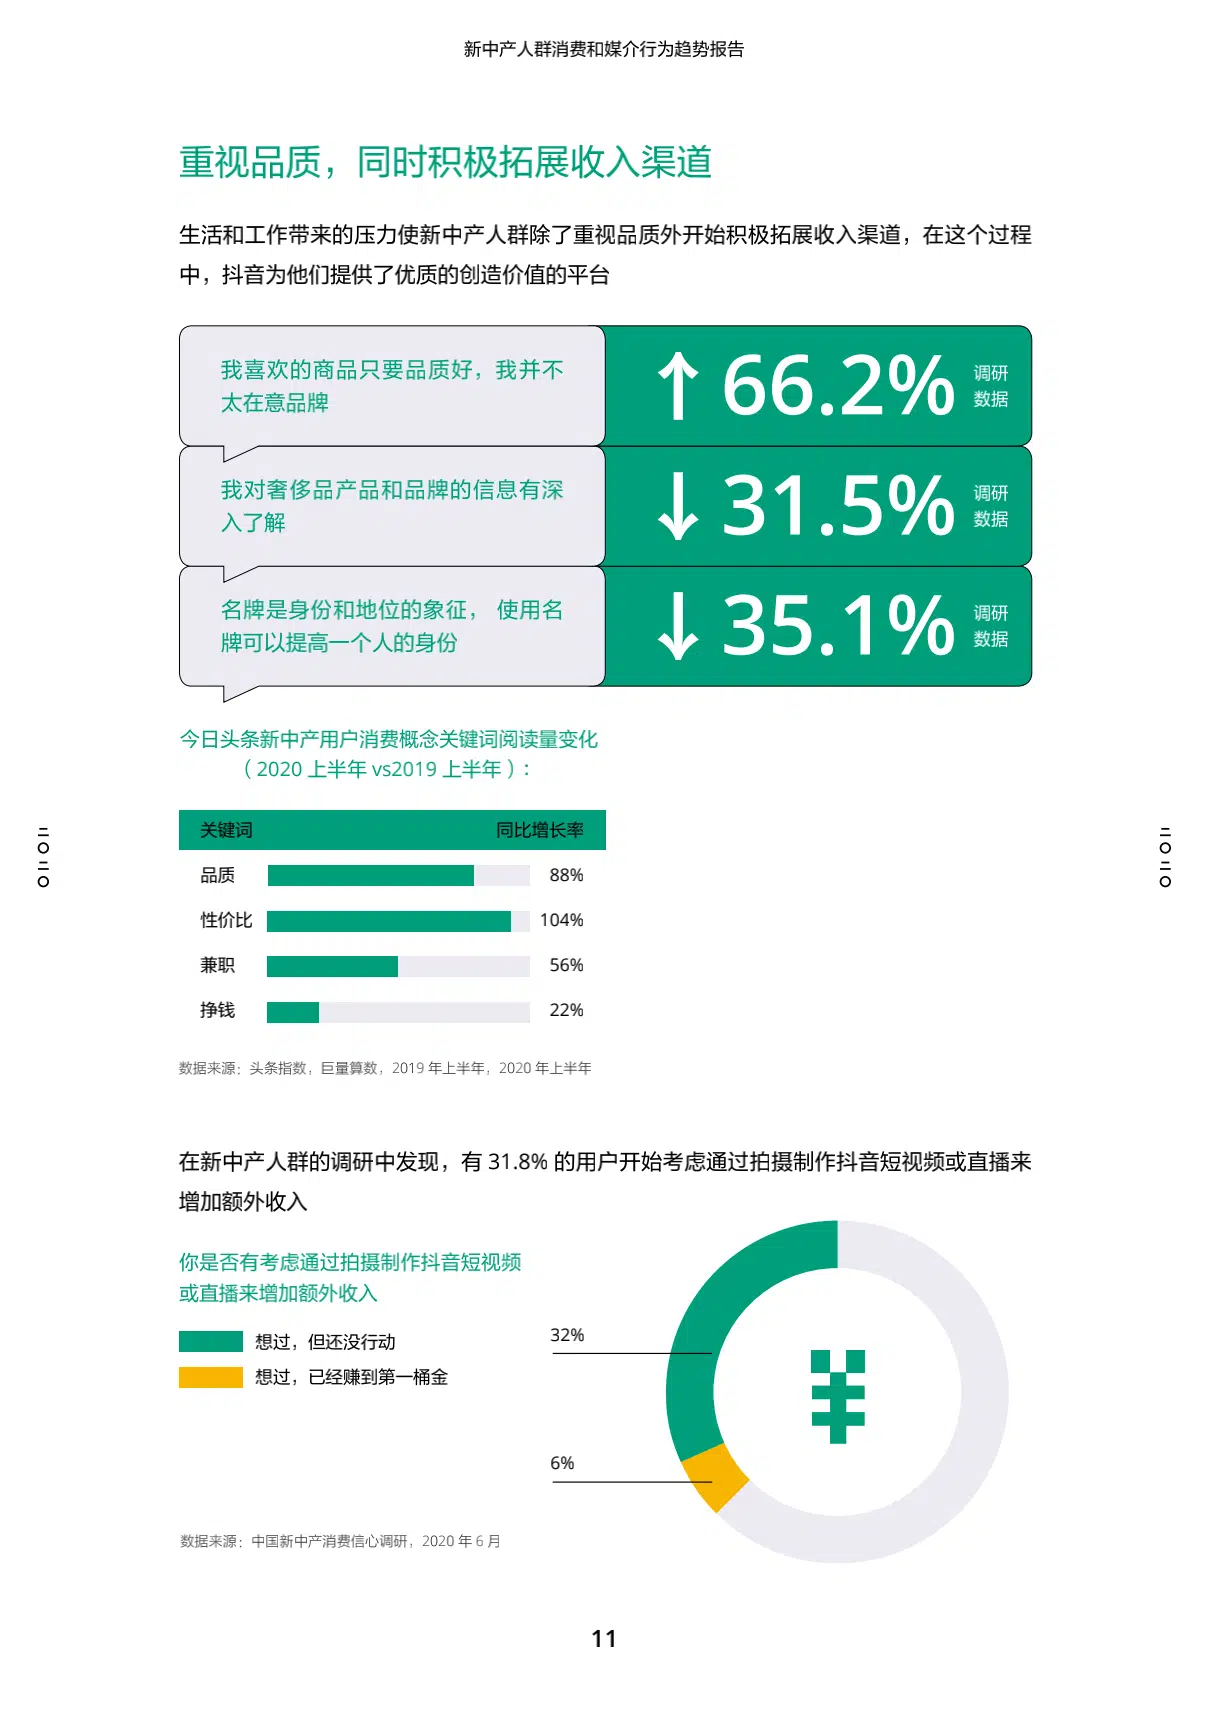 新中产人群消费和媒介行为趋势报告
重视品质，同时积极拓展收入渠道
生活和工作带来的压力使新中产人群除了重视品质外开始积极拓展收入渠道，在这个过程
中，抖音为他们提供了优质的创造价值的平台
我喜欢的商品只要品质好，我并不
太在意品牌
↑ 66.2% 调研
数据
我对奢侈品产品和品牌的信息有深
入了解
↓ 31.5% 调研
数据
名牌是身份和地位的象征， 使用名
牌可以提高一个人的身份
↓ 35.1% 调研
数据
今日头条新中产用户消费概念关键词阅读量变化
（2020 上半年 vs2019 上半年）：
关键词 同比增长率
品质 88%
性价比 104%
兼职 56%
挣钱 22%
数据来源：头条指数，巨量算数，2019 年上半年，2020 年上半年
二〇二〇
二〇二〇
在新中产人群的调研中发现，有 31.8% 的用户开始考虑通过拍摄制作抖音短视频或直播来
增加额外收入
你是否有考虑通过拍摄制作抖音短视频
或直播来增加额外收入
想过，但还没行动
想过，已经赚到第一桶金
32%
6%
¥
数据来源：中国新中产消费信心调研，2020 年 6 月
11